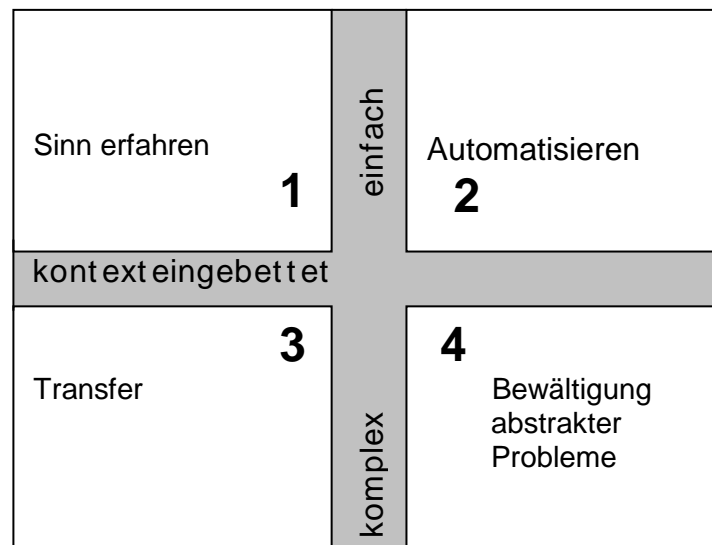 Sinn erfahren
1
einfach
Automatisieren
2
kontexteingebettet
3
Transfer
komplex
4
Bewältigung
abstrakter
Probleme